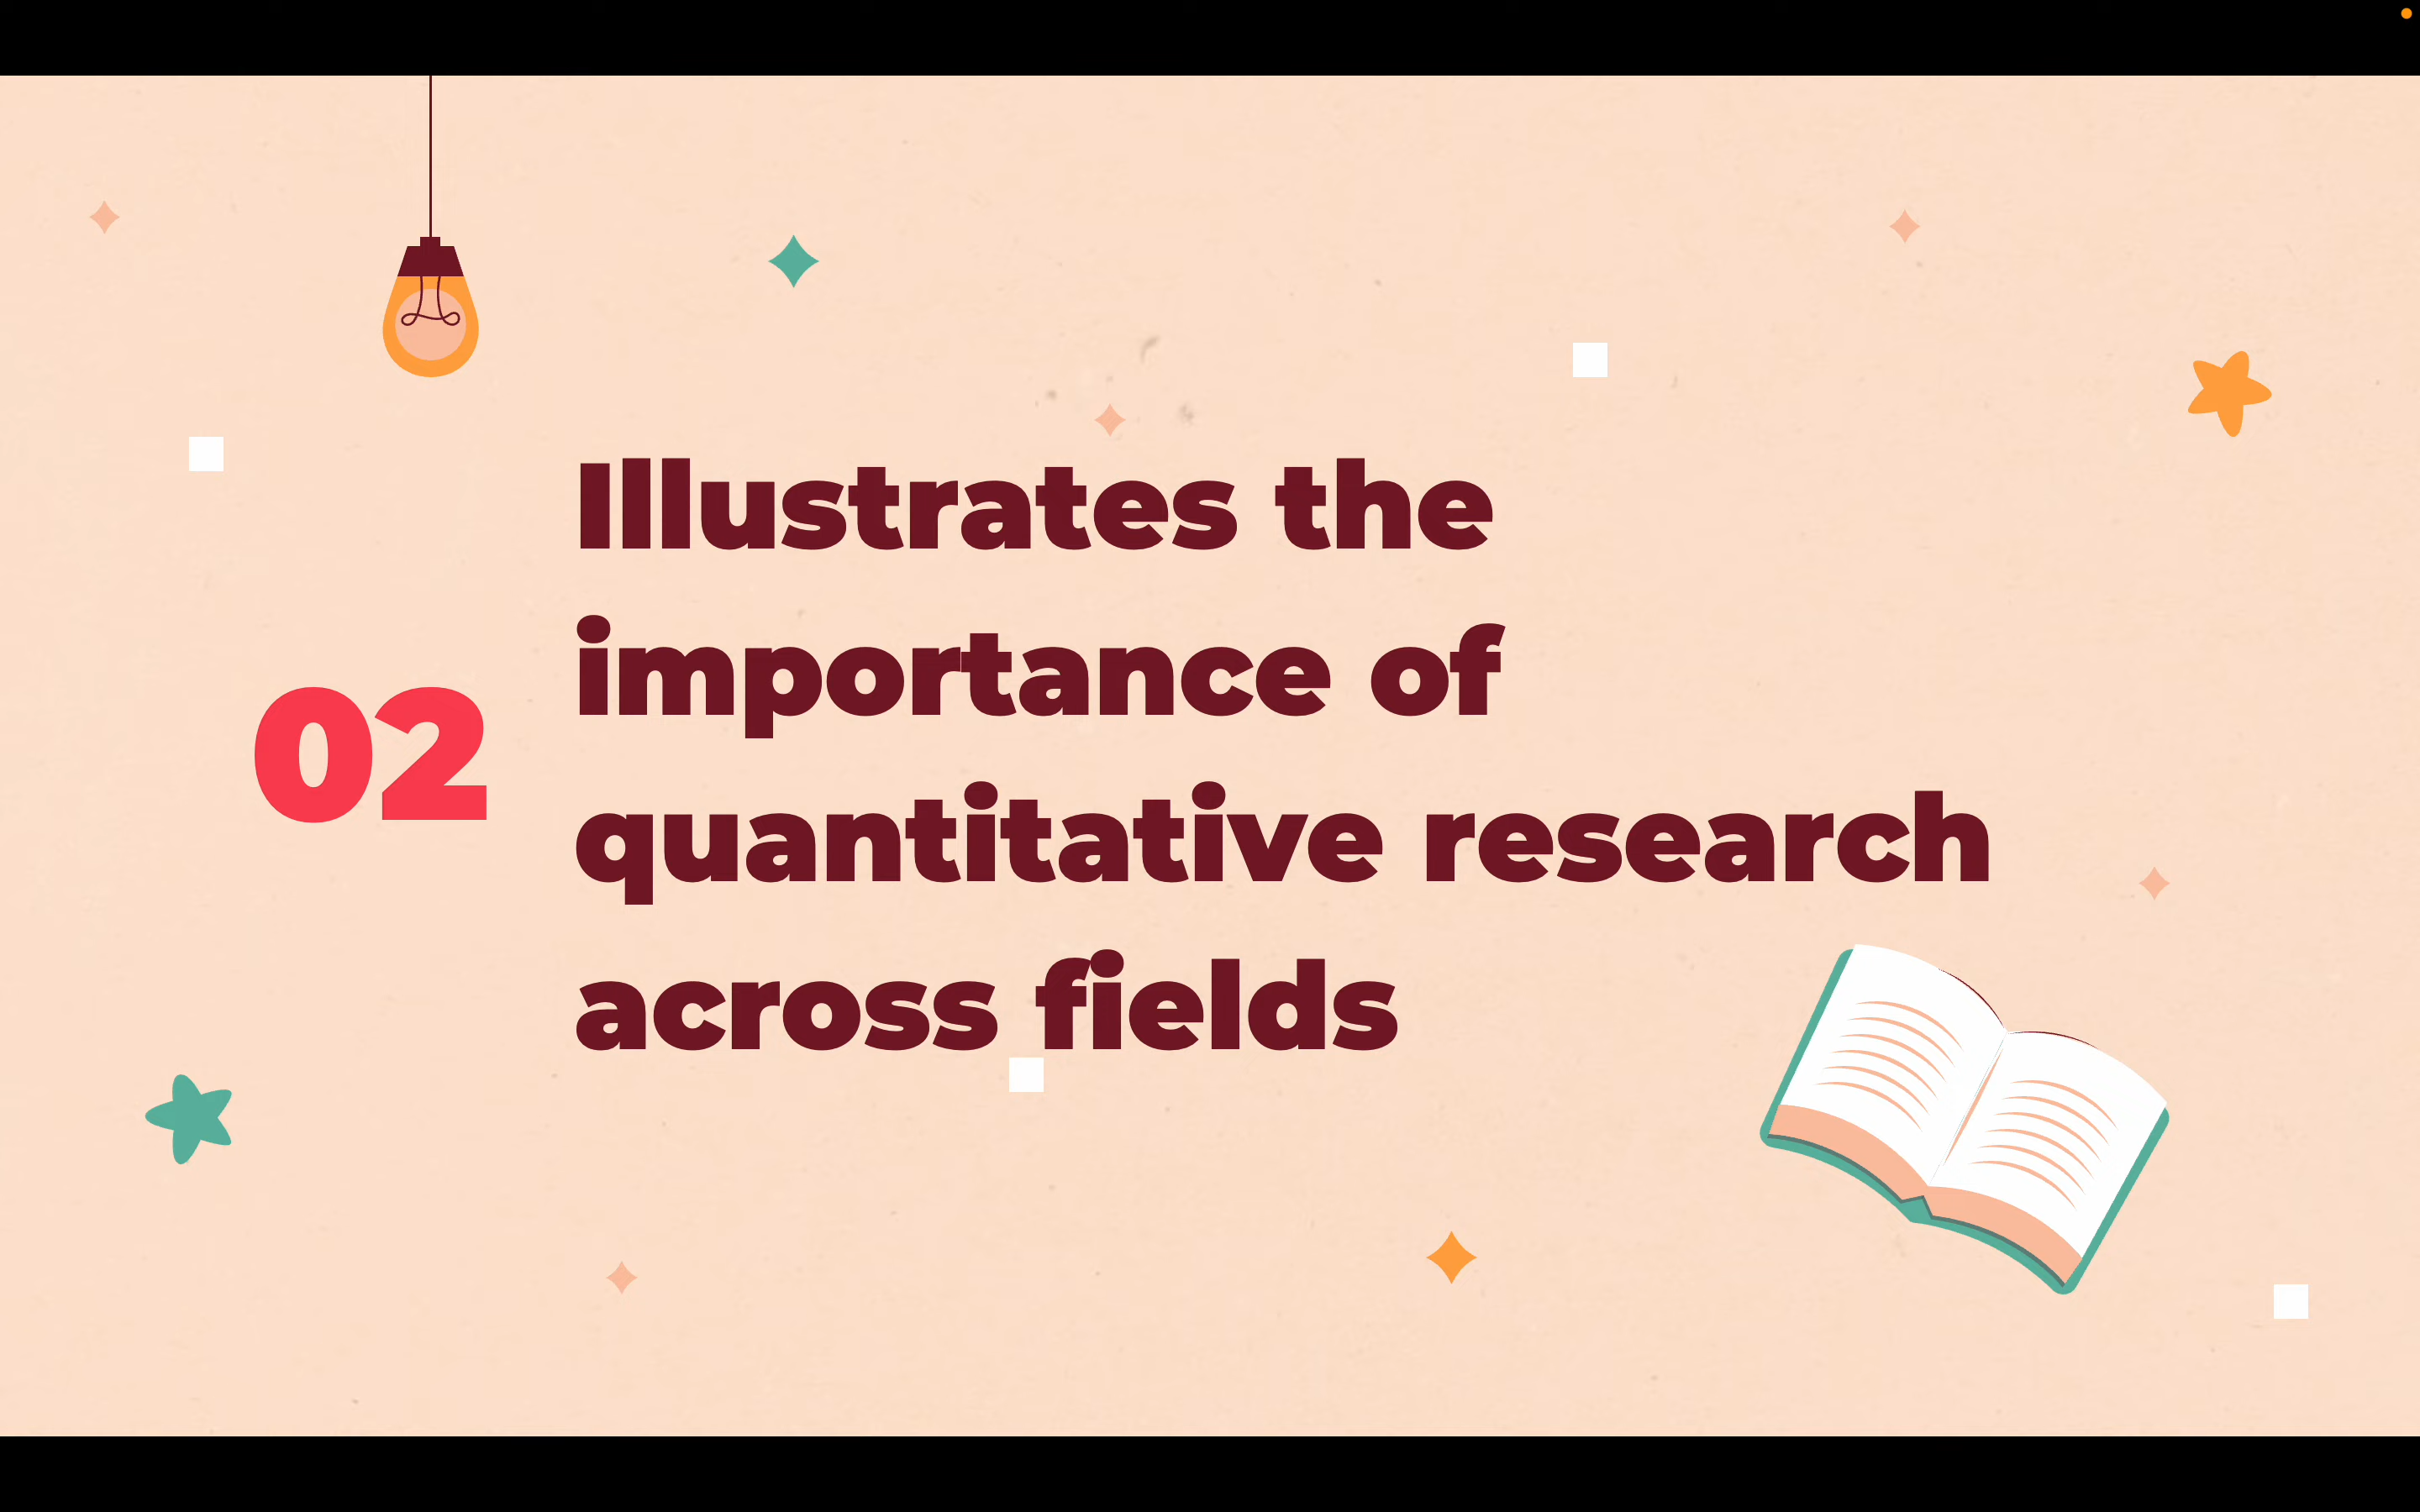 02
Illustrates the
importance of
quantitative research
across fields